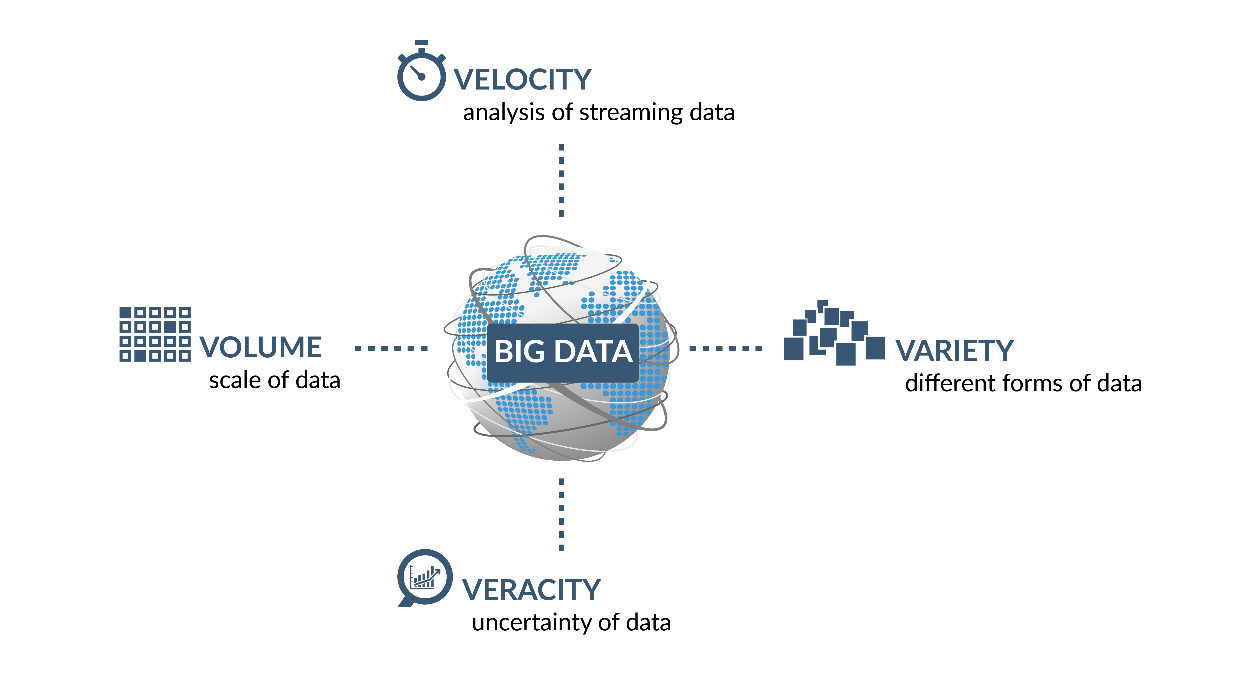 VELOCITY
analysis of streaming data
VOLUME
scale of data
BIG DATA
VARIETY
different forms of data
VERACITY
uncertainty of data